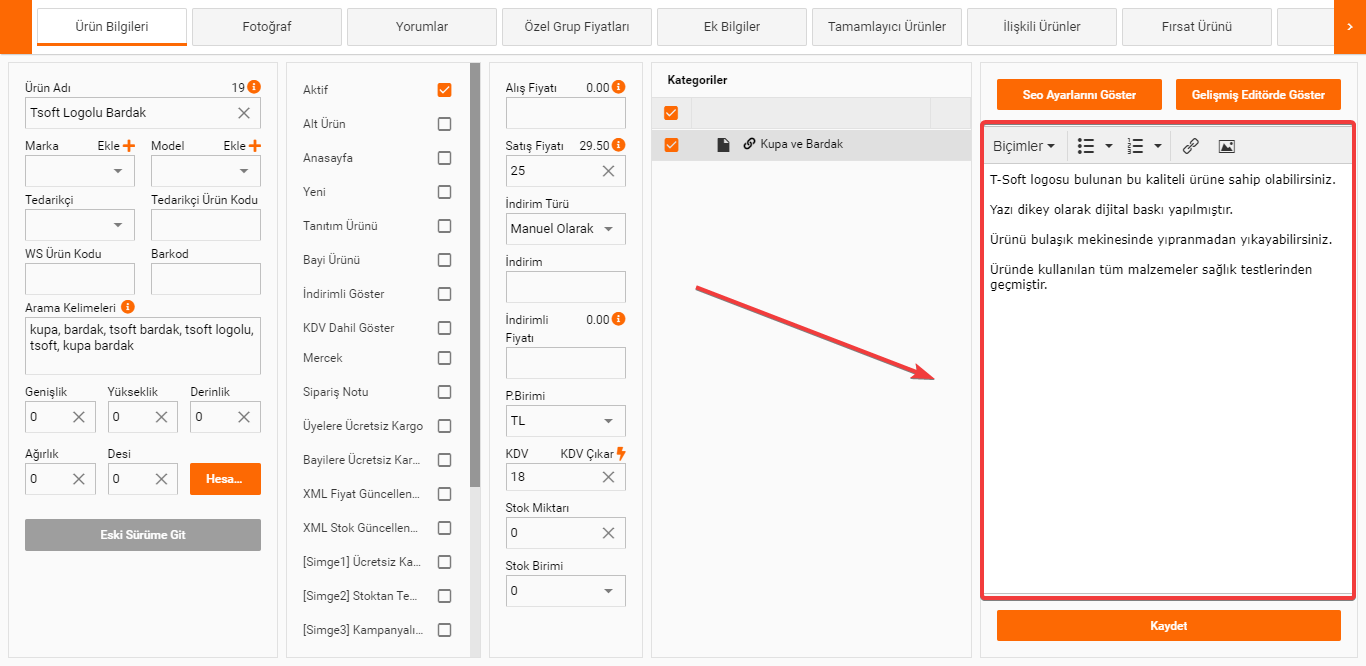 Ürün Bilgileri
Fotoğraf
Yorumlar
Özel Grup Fiyatları
Ek Bilgiler
Tamamlayıcı Ürünler
İlişkili Ürünler
Fırsat Ürünü
Ürün Adı 19
Tsoft Logolu Bardak
Marka Ekle
Model Ekle
Tedarikçi
Tedarikçi Ürün Kodu
WS Ürün Kodu
Barkod
Arama Kelimeleri
kupa, bardak, tsoft bardak, tsoft logolu,
tsoft, kupa bardak
Genişlik
Yükseklik
Derinlik
0
0
0
Ağırlık
Desi
0
0
Hesa...
Eski Sürüme Git
Aktif
Alt Ürün
Anasayfa
Yeni
Tanıtım Ürünü
Bayi Ürünü
İndirimli Göster
KDV Dahil Göster
Mercek
Sipariş Notu
Üyelere Ücretsiz Kargo
Bayilere Ücretsiz Kar...
XML Fiyat Güncellen...
XML Stok Güncellen...
[Simge1] Ücretsiz Ka...
[Simge2] Stoktan Te...
[Simge3] Kampanyalı...
Alış Fiyatı 0.00
Satış Fiyatı 29.50
25
İndirim Türü
Manuel Olarak
İndirim
İndirimli 0.00
Fiyatı
P.Birimi
TL
KDV KDV Çıkar
18
Stok Miktarı
0
Stok Birimi
0
Kategoriler
Kupa ve Bardak
Seo Ayarlarını Göster
Gelişmiş Editörde Göster
Biçimler
T-Soft logosu bulunan bu kaliteli ürüne sahip olabilirsiniz.
Yazı dikey olarak dijital baskı yapılmıştır.
Ürünü bulaşık mekinesinde yıpranmadan yıkayabilirsiniz.
Üründe kullanılan tüm malzemeler sağlık testlerinden
geçmiştir.
Kaydet